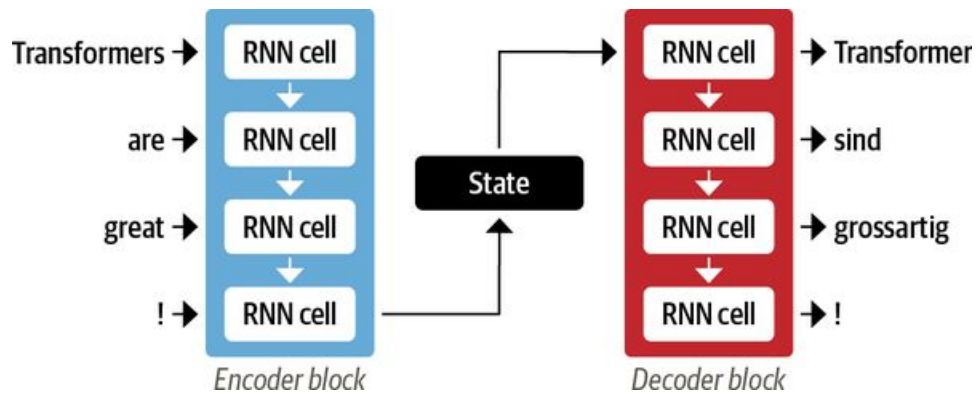 Transformers RNN cell RNN cell Transformer
are RNN cell RNN cell sind
State
great RNN cell RNN cell grossartig
! RNN cell RNN cell !
Encoder block Decoder block